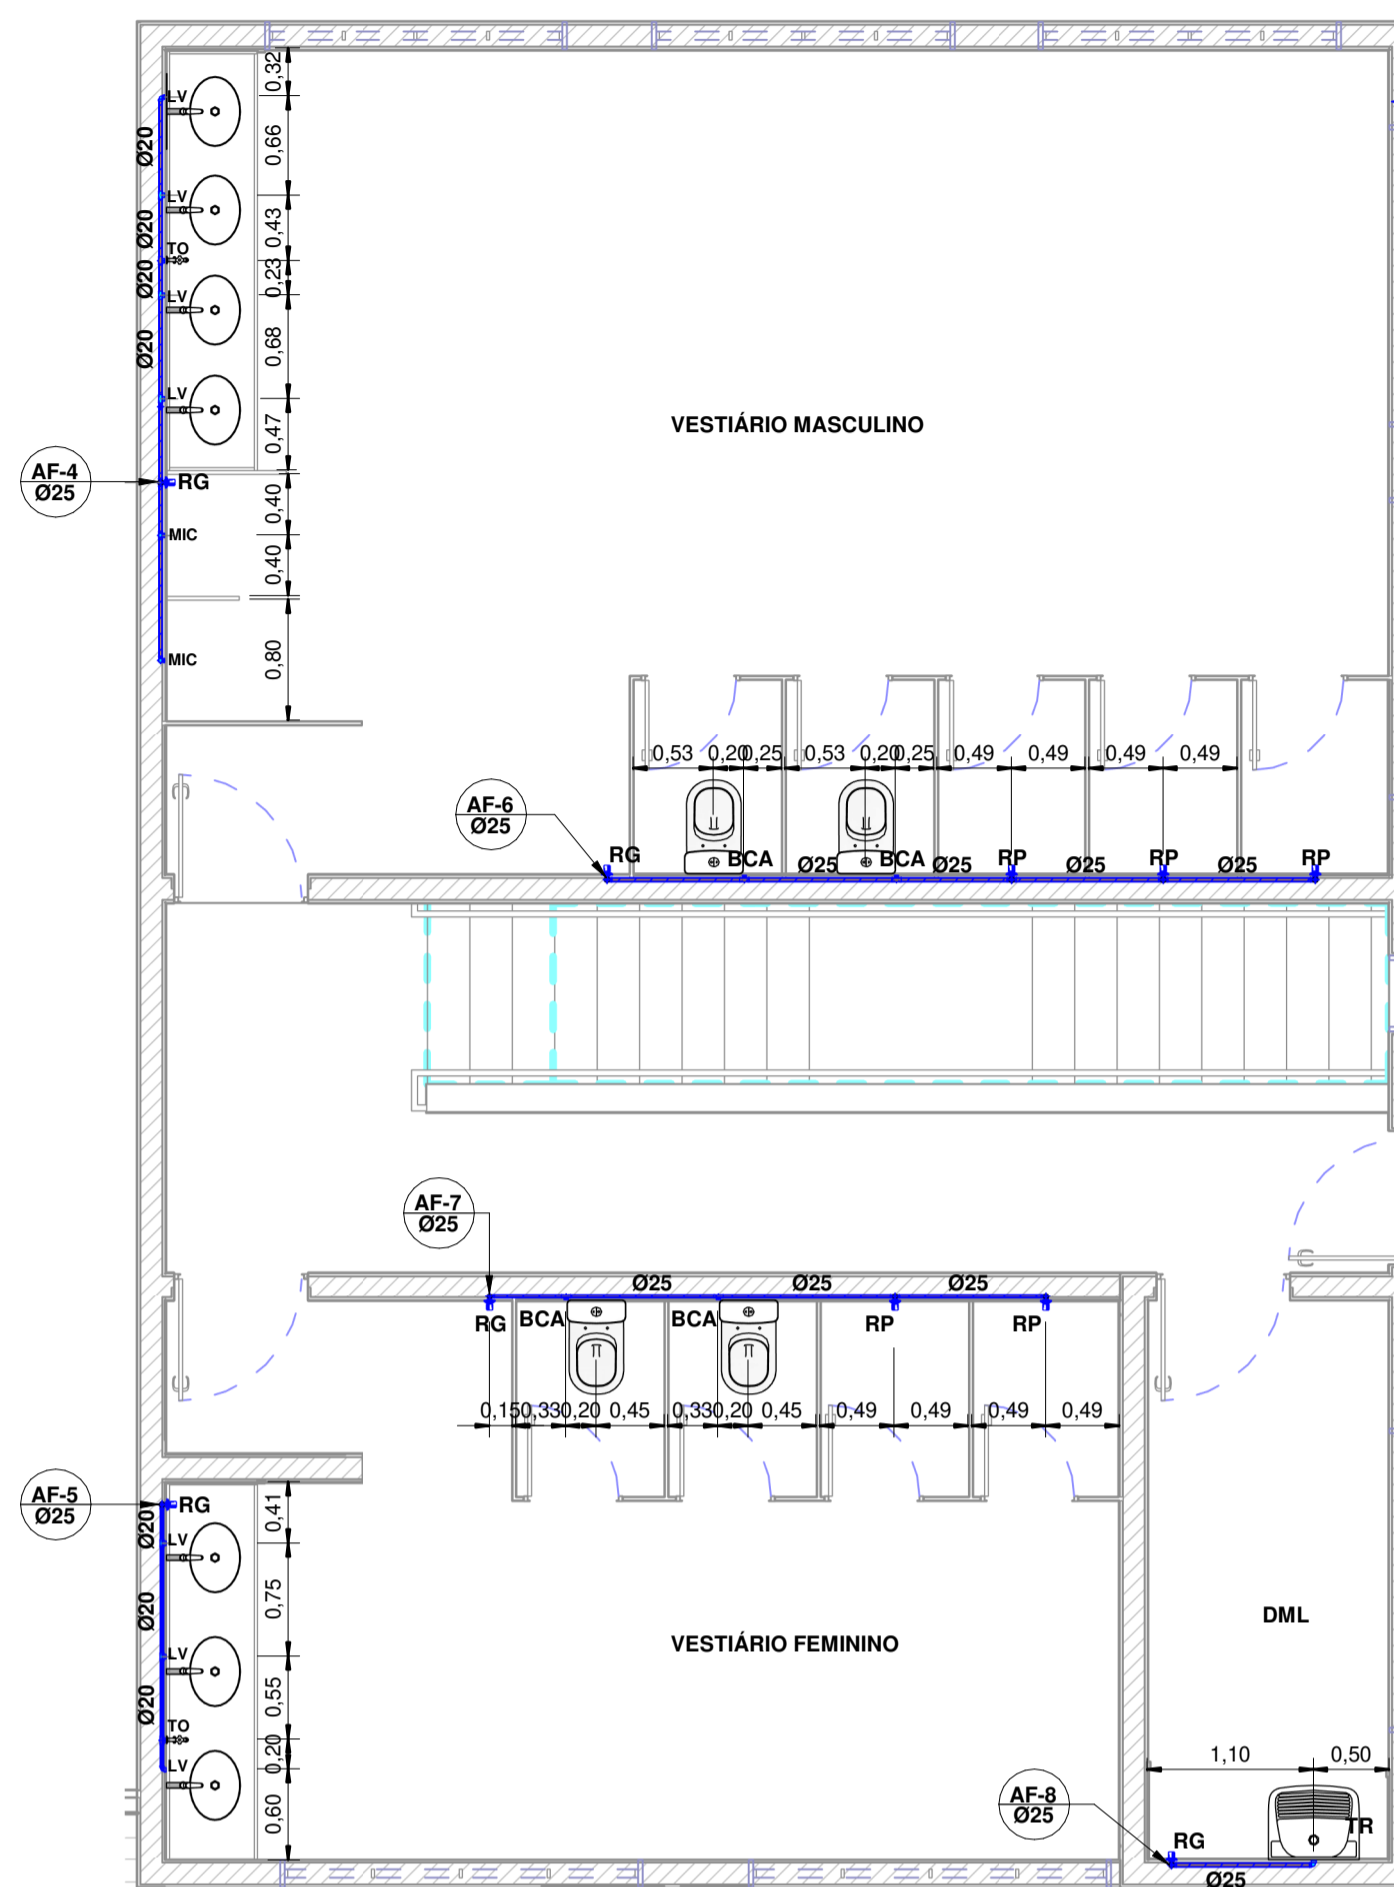 0,32
LV
Ø20
0,66
LV
Ø20
0,43
TO
Ø20
0,23
LV
Ø20
0,68
LV
0,47
VESTIÁRIO MASCULINO
AF-4
Ø25
RG
0,40
MIC
0,40
MIC
0,80
0,53 0,20 0,25 0,53 0,20 0,25 0,49 0,49 0,49 0,49
AF-6
Ø25
RG BCA Ø25 BCA Ø25 RP Ø25 RP Ø25 RP
AF-7
Ø25
Ø25 Ø25 Ø25
RG BCA BCA RP RP
0,15 0,33 0,20 0,45 0,33 0,20 0,45 0,49 0,49 0,49 0,49
AF-5
Ø25
RG
0,41
Ø20
LV
0,75
Ø20
VESTIÁRIO FEMININO
DML
LV
0,55
Ø20
TO
0,20
LV
0,60
1,10 0,50
AF-8
Ø25
TR
RG
Ø25